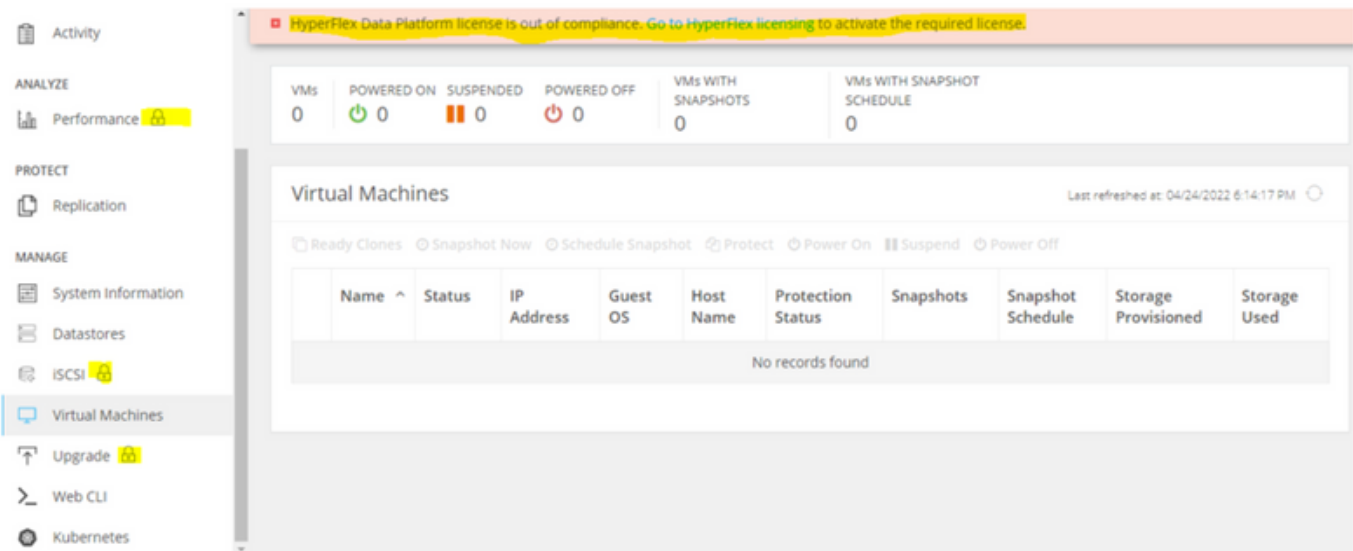 Activity
ANALYZE
Performance
PROTECT
Replication
MANAGE
System Information
Datastores
iSCSI
Virtual Machines
Upgrade
Web CLI
Kubernetes
HyperFlex Data Platform license is out of compliance. Go to HyperFlex licensing to activate the required license.
VMs
0
POWERED ON
0
SUSPENDED
0
POWERED OFF
0
VMs WITH
SNAPSHOTS
0
VMs WITH SNAPSHOT
SCHEDULE
0
Virtual Machines
Last refreshed at: 04/24/2022 6:14:17 PM
Ready Clones Snapshot Now Schedule Snapshot Protect Power On Suspend Power Off
Name Status IP Address Guest OS Host Name Protection Status Snapshots Snapshot Schedule Storage Provisioned Storage Used
No records found